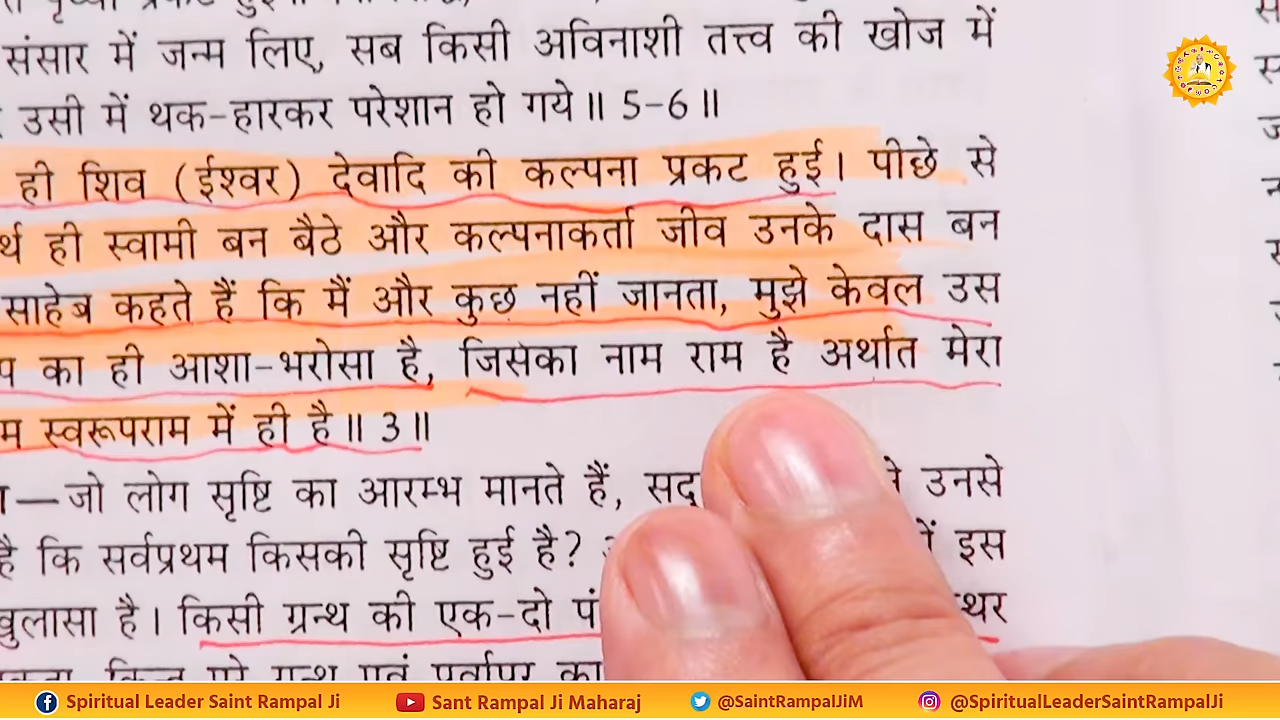 संसार में जन्म लिए, सब किसी अविनाशी तत्त्व की खोज में
उसी में थक-हारकर परेशान हो गये॥ 5-6॥
ही शिव (ईश्वर) देवादि की कल्पना प्रकट हुई। पीछे से
ही स्वामी बन बैठे और कल्पनाकर्ता जीव उनके दास बन
साहेब कहते हैं कि मैं और कुछ नहीं जानता, मुझे केवल उस
का ही आशा-भरोसा है, जिसका नाम राम है अर्थात मेरा
स्वरूपराम में ही है॥ 3॥
—जो लोग सृष्टि का आरम्भ मानते हैं, उनसे
है कि सर्वप्रथम किसकी सृष्टि हुई है? इस
है। किसी ग्रन्थ की एक-दो
Spiritual Leader Saint Rampal Ji
Sant Rampal Ji Maharaj
@SaintRampalJiM
@SpiritualLeaderSaintRampalJi